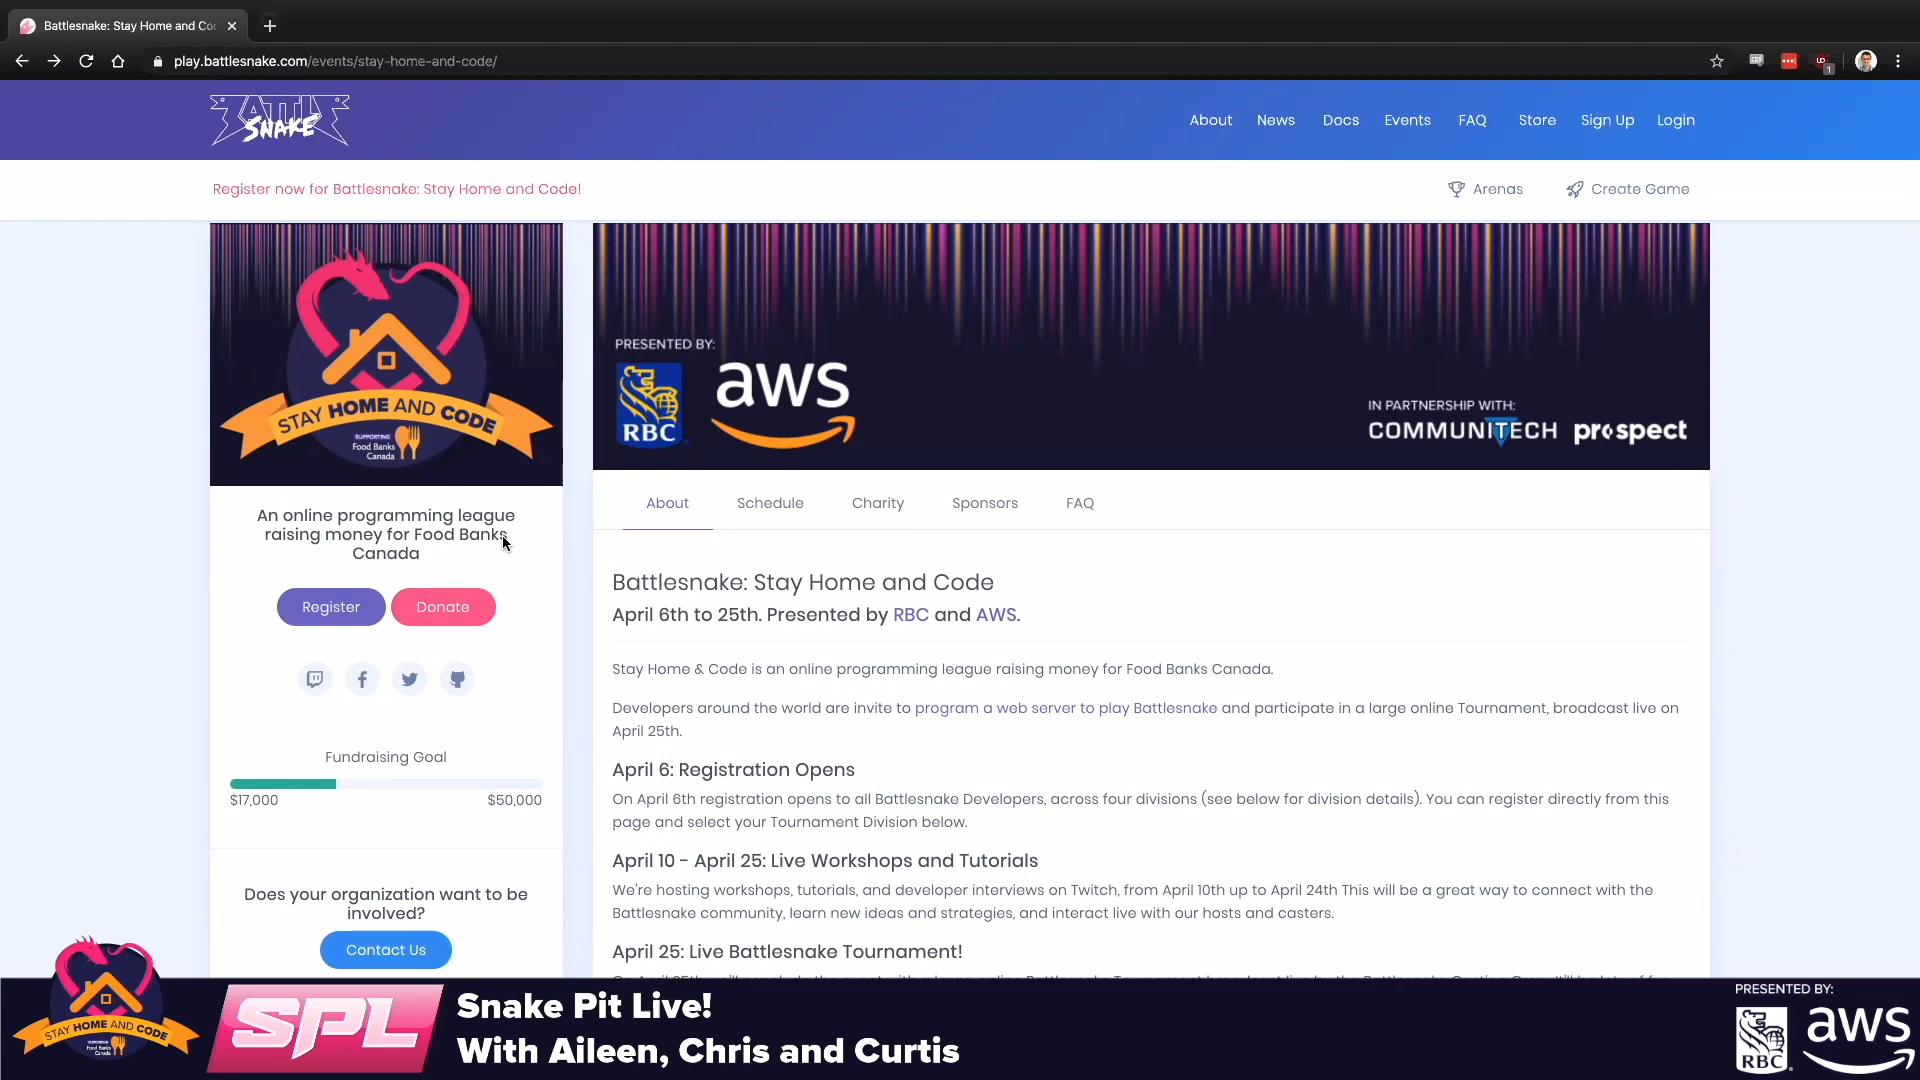 Battlesnake: Stay Home and Co
play.battlesnake.com/events/stay-home-and-code/
1
BATTLE
SNAKE
About News Docs Events FAQ Store Sign Up Login
Register now for Battlesnake: Stay Home and Code!
Arenas Create Game
STAY HOME AND CODE
SUPPORTING
Food Banks
Canada
PRESENTED BY:
RBC
aws
IN PARTNERSHIP WITH:
COMMUNITECH prospect
An online programming league
raising money for Food Banks
Canada
Register Donate
Fundraising Goal
$17,000 $50,000
Does your organization want to be
involved?
Contact Us
About Schedule Charity Sponsors FAQ
Battlesnake: Stay Home and Code
April 6th to 25th. Presented by RBC and AWS.
Stay Home & Code is an online programming league raising money for Food Banks Canada.
Developers around the world are invite to program a web server to play Battlesnake and participate in a large online Tournament, broadcast live on
April 25th.
April 6: Registration Opens
On April 6th registration opens to all Battlesnake Developers, across four divisions (see below for division details). You can register directly from this
page and select your Tournament Division below.
April 10 - April 25: Live Workshops and Tutorials
We're hosting workshops, tutorials, and developer interviews on Twitch, from April 10th up to April 24th This will be a great way to connect with the
Battlesnake community, learn new ideas and strategies, and interact live with our hosts and casters.
April 25: Live Battlesnake Tournament!
STAY HOME AND CODE
SUPPORTING
Food Banks
Canada
SPL
Snake Pit Live!
With Aileen, Chris and Curtis
PRESENTED BY:
RBC
aws